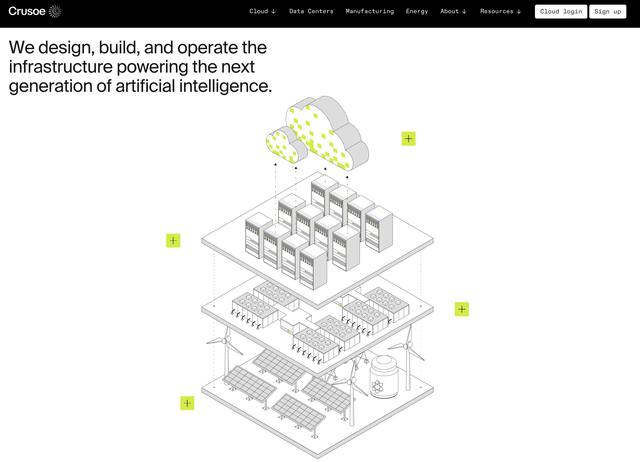 Crusoe
Cloud ↓
Data Centers
Manufacturing
Energy
About ↓
Resources ↓
Cloud login
Sign up
We design, build, and operate the
infrastructure powering the next
generation of artificial intelligence.